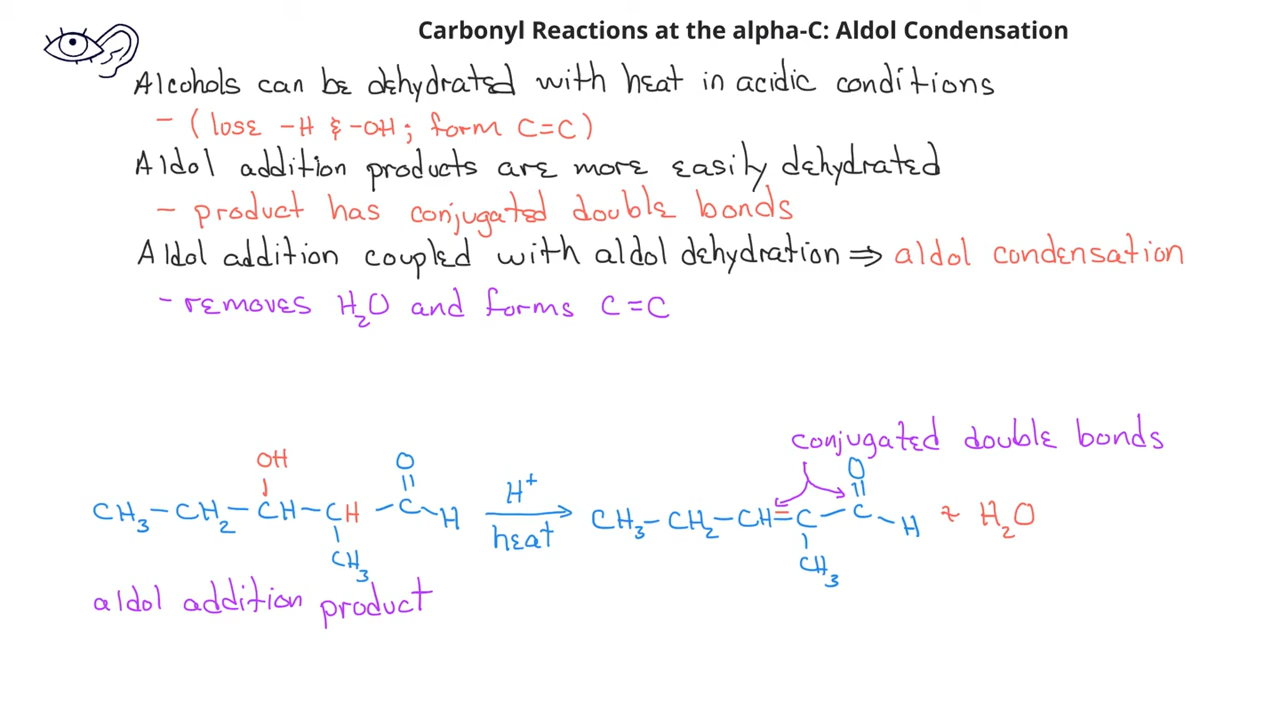 Carbonyl Reactions at the alpha-C: Aldol Condensation
Alcohols can be dehydrated with heat in acidic conditions
- (lose -H & -OH; form C=C)
Aldol addition products are more easily dehydrated
- product has conjugated double bonds
Aldol addition coupled with aldol dehydration ⇒ aldol condensation
- removes H₂O and forms C=C
conjugated double bonds
OH O H⁺ O
CH₃-CH₂-CH-CH-C-H heat CH₃-CH₂-CH=C-C-H + H₂O
CH₃ CH₃
aldol addition product